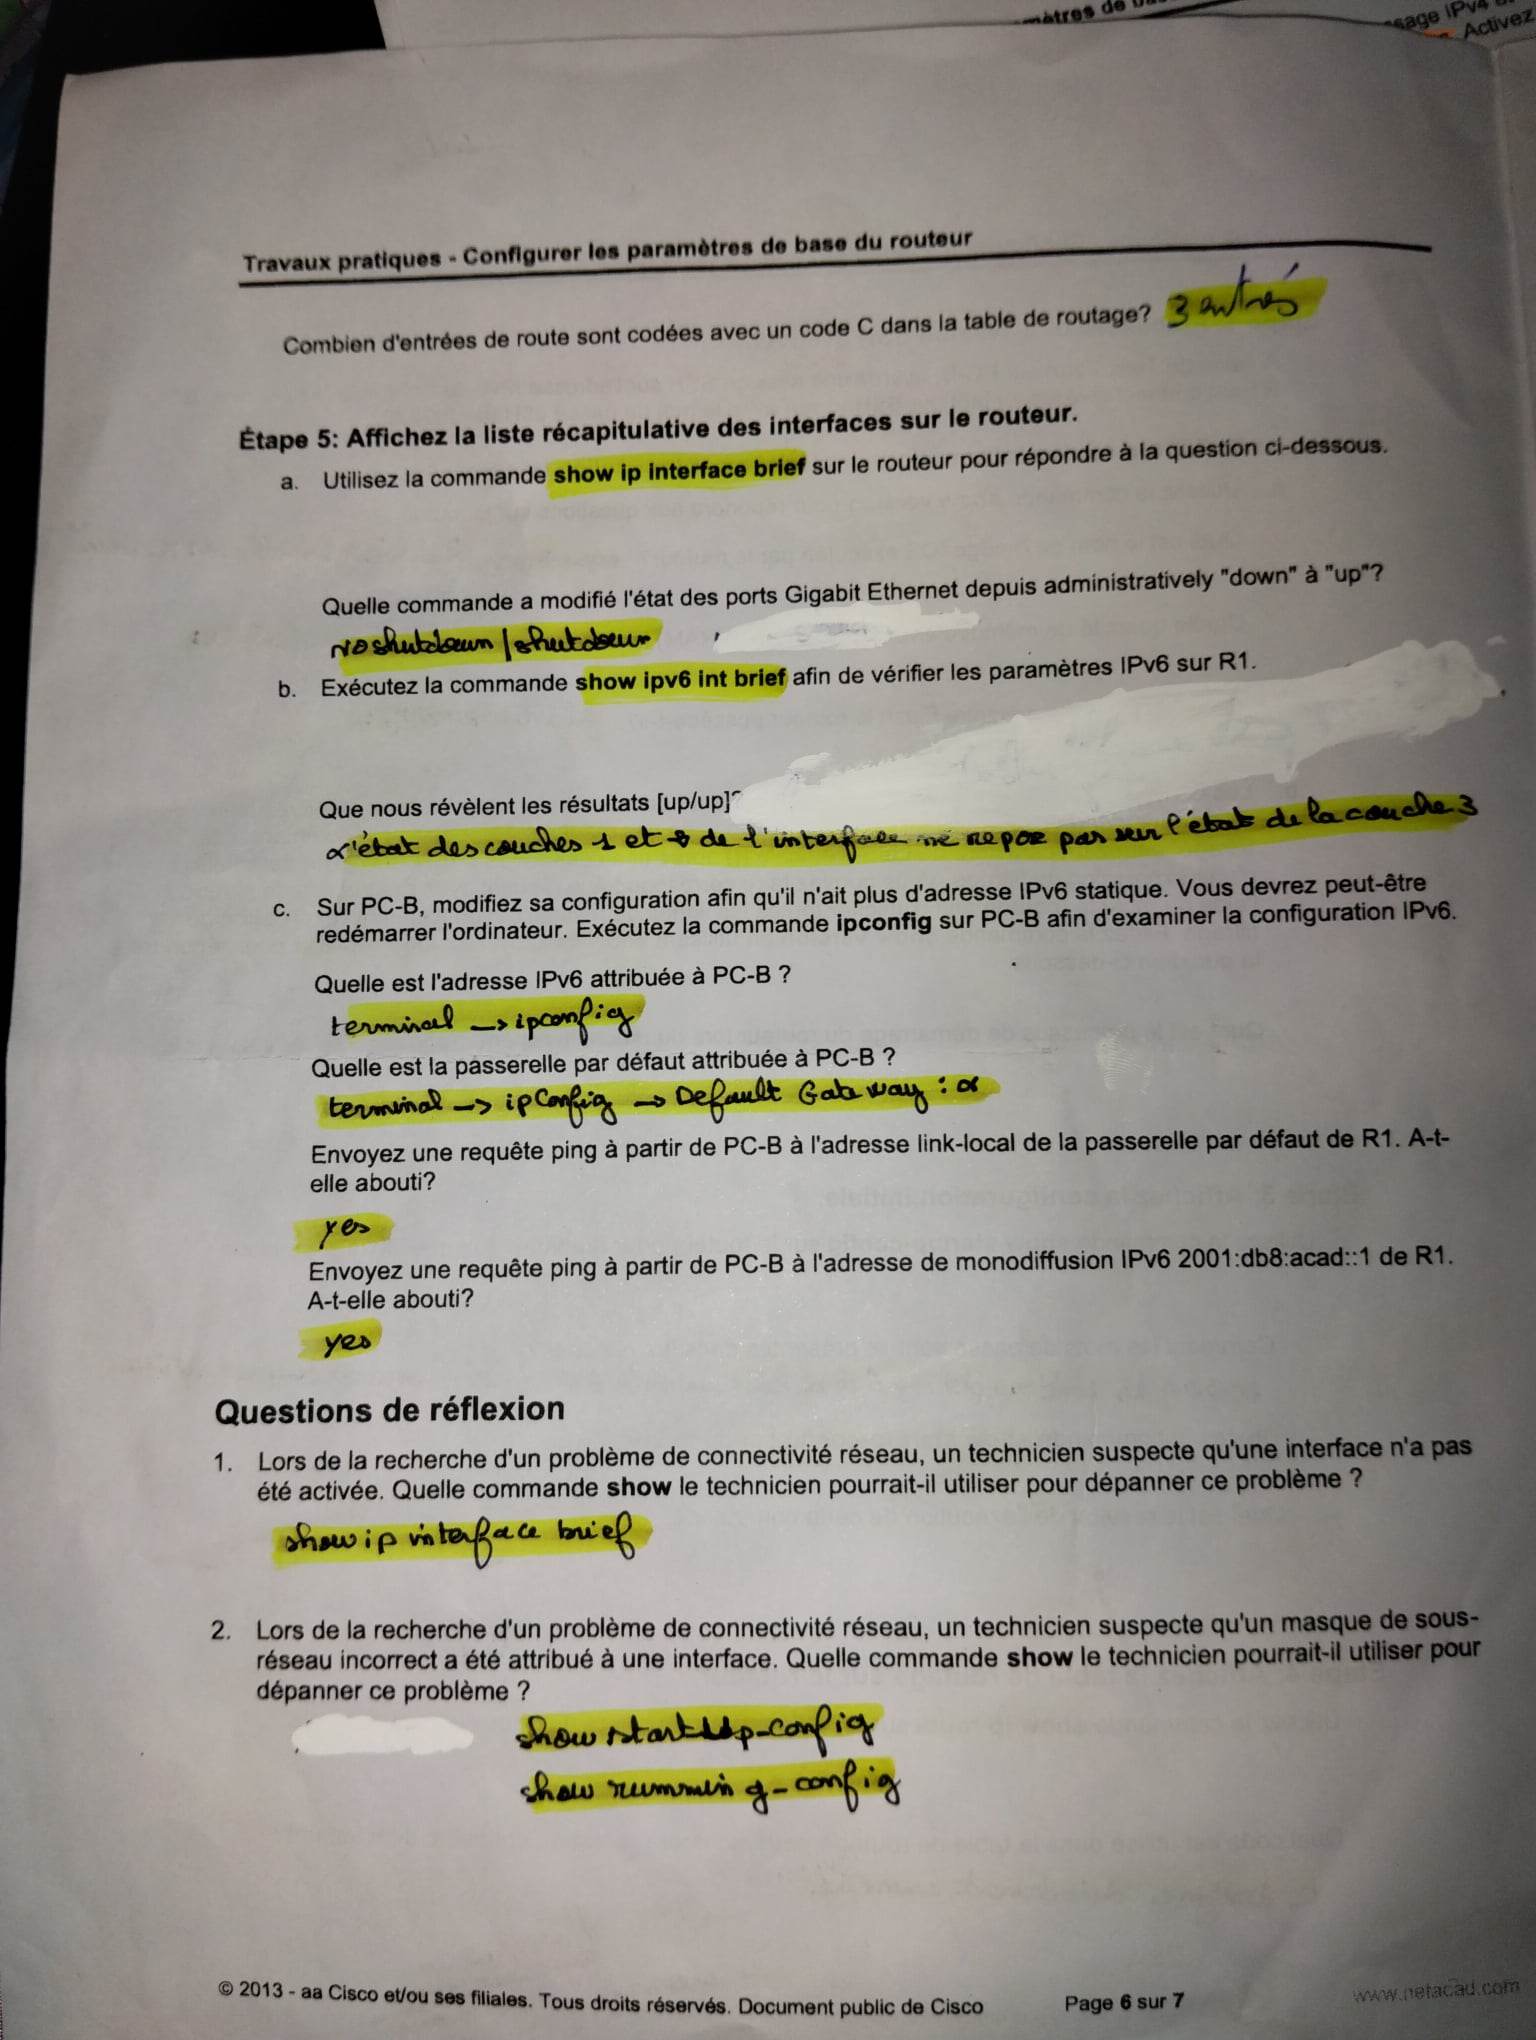 mètres de
sage IPv4
Activez
Travaux pratiques - Configurer les paramètres de base du routeur
Combien d'entrées de route sont codées avec un code C dans la table de routage? 3 entrés
Étape 5: Affichez la liste récapitulative des interfaces sur le routeur.
a. Utilisez la commande show ip interface brief sur le routeur pour répondre à la question ci-dessous.
Quelle commande a modifié l'état des ports Gigabit Ethernet depuis administratively "down" à "up"?
no shutdown / shutdown
b. Exécutez la commande show ipv6 int brief afin de vérifier les paramètres IPv6 sur R1.
Que nous révèlent les résultats [up/up]?
l'état des couches 1 et de l'interface ne repose pas sur l'état de la couche 3
c. Sur PC-B, modifiez sa configuration afin qu'il n'ait plus d'adresse IPv6 statique. Vous devrez peut-être
redémarrer l'ordinateur. Exécutez la commande ipconfig sur PC-B afin d'examiner la configuration IPv6.
Quelle est l'adresse IPv6 attribuée à PC-B ?
terminal -> ipconfig
Quelle est la passerelle par défaut attribuée à PC-B ?
terminal -> ipconfig -> Default Gateway : α
Envoyez une requête ping à partir de PC-B à l'adresse link-local de la passerelle par défaut de R1. A-t-
elle abouti?
yes
Envoyez une requête ping à partir de PC-B à l'adresse de monodiffusion IPv6 2001:db8:acad::1 de R1.
A-t-elle abouti?
yes
Questions de réflexion
1. Lors de la recherche d'un problème de connectivité réseau, un technicien suspecte qu'une interface n'a pas
été activée. Quelle commande show le technicien pourrait-il utiliser pour dépanner ce problème ?
show ip interface brief
2. Lors de la recherche d'un problème de connectivité réseau, un technicien suspecte qu'un masque de sous-
réseau incorrect a été attribué à une interface. Quelle commande show le technicien pourrait-il utiliser pour
dépanner ce problème ?
show startup-config
show running-config
© 2013 - aa Cisco et/ou ses filiales. Tous droits réservés. Document public de Cisco Page 6 sur 7 www.netacad.com